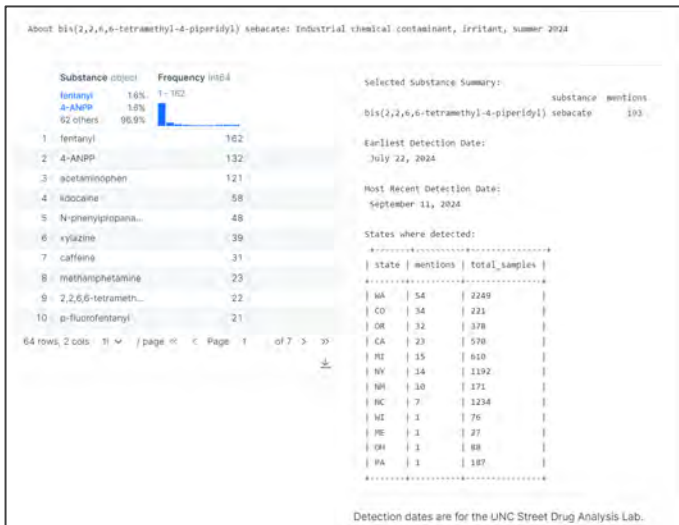 About bis(2,2,6,6-tetramethyl-4-piperidyl) sebacate: Industrial chemical contaminant, irritant, summer 2024
Substance object Frequency int64
fentanyl 1.6% 1 - 162
4-ANPP 1.6%
62 others 96.9%
1 fentanyl 162
2 4-ANPP 132
3 acetaminophen 121
4 lidocaine 58
5 N-phenylpropana... 48
6 xylazine 39
7 caffeine 31
8 methamphetamine 23
9 2,2,6,6-tetrameth... 22
10 p-fluorofentanyl 21
64 rows, 2 cols / page << < Page 1 of 7 > >>
Selected Substance Summary:
substance mentions
bis(2,2,6,6-tetramethyl-4-piperidyl) sebacate 193
Earliest Detection Date:
July 22, 2024
Most Recent Detection Date:
September 11, 2024
States where detected:
| state | mentions | total_samples |
| WA | 54 | 2249 |
| CO | 34 | 221 |
| OR | 32 | 378 |
| CA | 23 | 570 |
| MI | 15 | 610 |
| NY | 14 | 1192 |
| NM | 10 | 171 |
| NC | 7 | 1234 |
| WI | 1 | 76 |
| ME | 1 | 27 |
| OH | 1 | 88 |
| PA | 1 | 187 |
Detection dates are for the UNC Street Drug Analysis Lab.